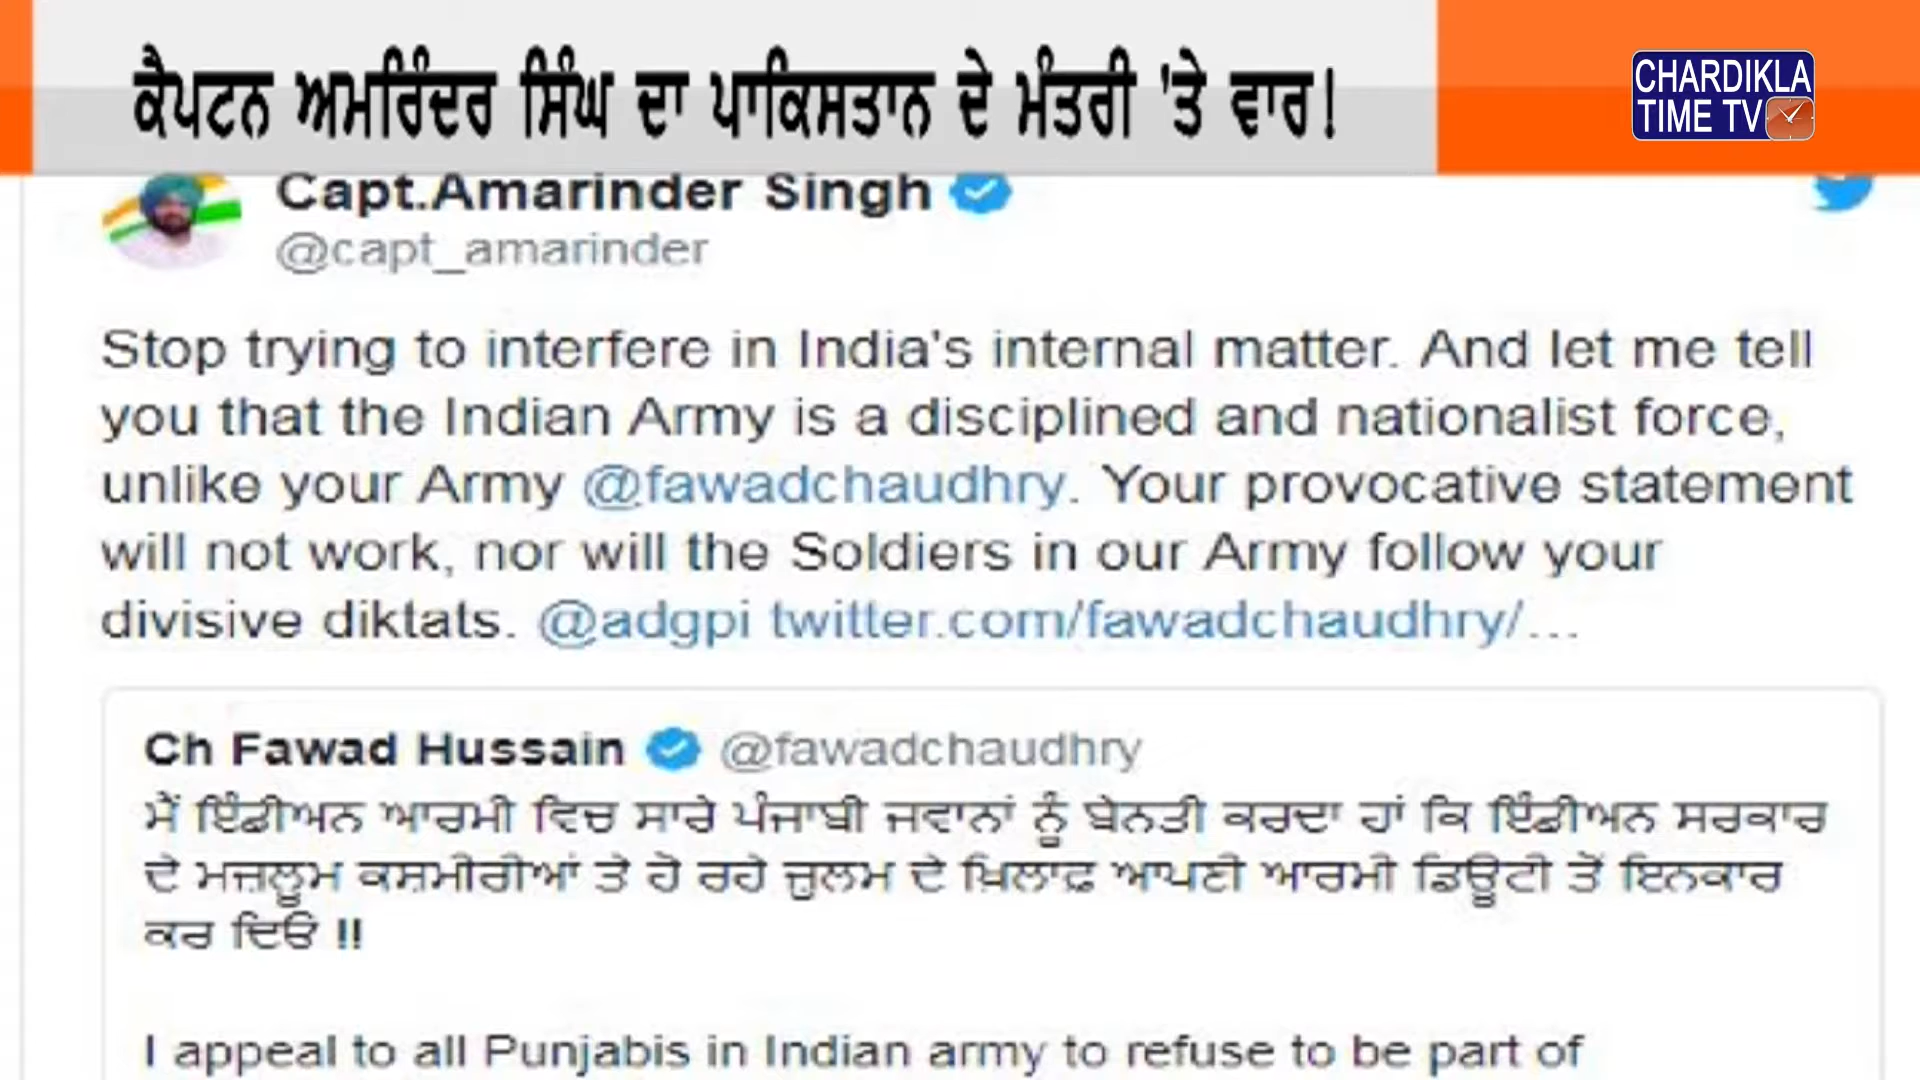 ਕੈਪਟਨ ਅਮਰਿੰਦਰ ਸਿੰਘ ਦਾ ਪਾਕਿਸਤਾਨ ਦੇ ਮੰਤਰੀ 'ਤੇ ਵਾਰ!
CHARDIKLA
TIME TV
Capt.Amarinder Singh
@capt_amarinder
Stop trying to interfere in India's internal matter. And let me tell
you that the Indian Army is a disciplined and nationalist force,
unlike your Army @fawadchaudhry. Your provocative statement
will not work, nor will the Soldiers in our Army follow your
divisive diktats. @adgpi twitter.com/fawadchaudhry/…
Ch Fawad Hussain @fawadchaudhry
ਮੈਂ ਇੰਡੀਅਨ ਆਰਮੀ ਵਿਚ ਸਾਰੇ ਪੰਜਾਬੀ ਜਵਾਨਾਂ ਨੂੰ ਬੇਨਤੀ ਕਰਦਾ ਹਾਂ ਕਿ ਇੰਡੀਅਨ ਸਰਕਾਰ
ਦੇ ਮਜ਼ਲੂਮ ਕਸ਼ਮੀਰੀਆਂ ਤੇ ਹੋ ਰਹੇ ਜ਼ੁਲਮ ਦੇ ਖ਼ਿਲਾਫ਼ ਆਪਣੀ ਆਰਮੀ ਡਿਊਟੀ ਤੋਂ ਇਨਕਾਰ
ਕਰ ਦਿਓ !!
I appeal to all Punjabis in Indian army to refuse to be part of